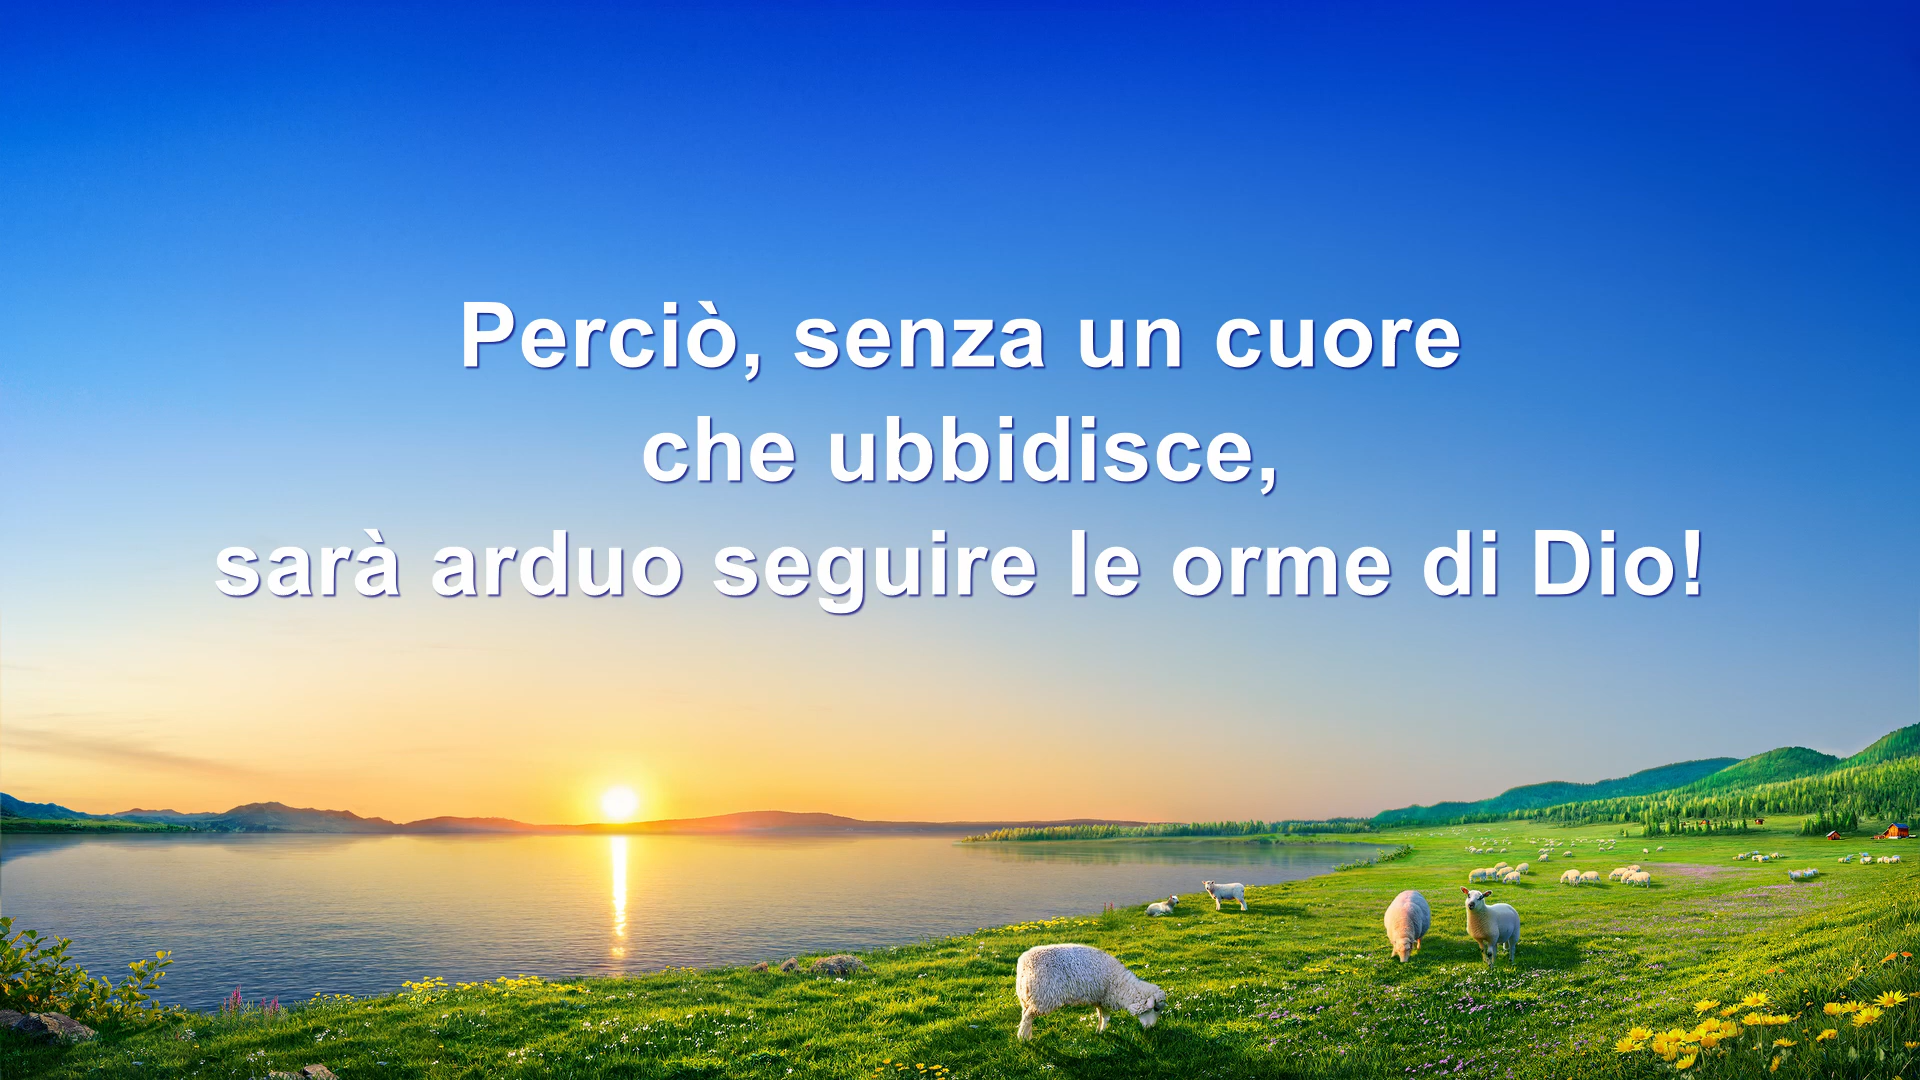 Perciò, senza un cuore
che ubbidisce,
sarà arduo seguire le orme di Dio!